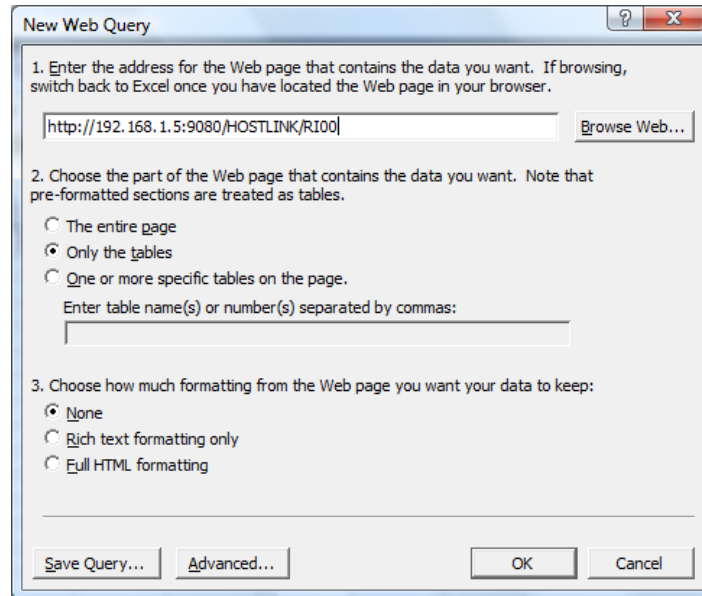 New Web Query
1. Enter the address for the Web page that contains the data you want. If browsing,
switch back to Excel once you have located the Web page in your browser.
http://192.168.1.5:9080/HOSTLINK/RI00
Browse Web...
2. Choose the part of the Web page that contains the data you want. Note that
pre-formatted sections are treated as tables.
The entire page
Only the tables
One or more specific tables on the page.
Enter table name(s) or number(s) separated by commas:
3. Choose how much formatting from the Web page you want your data to keep:
None
Rich text formatting only
Full HTML formatting
Save Query...
Advanced...
OK
Cancel